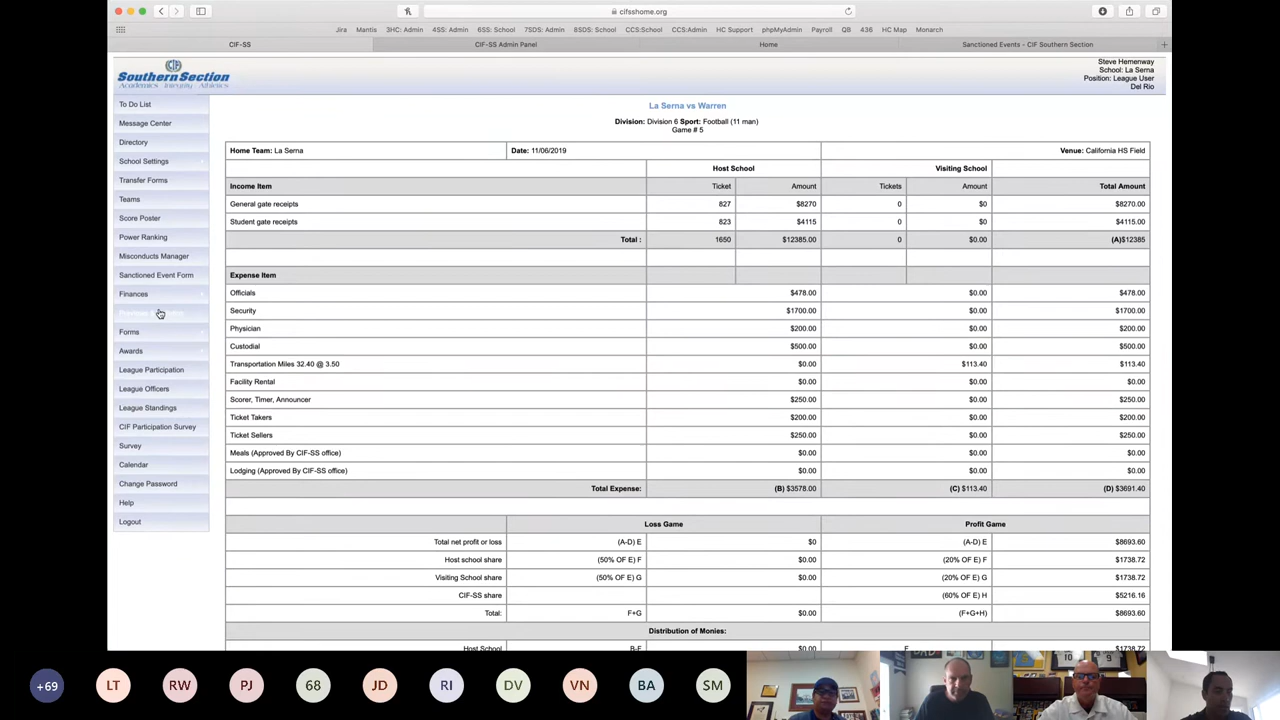 cifsshome.org
Jira Mantis 3HC: Admin 4SS: Admin 6SS: School 7SDS: Admin 8SDS: School CCS:School CCS:Admin HC Support phpMyAdmin Payroll QB 436 HC Map Monarch
CIF-SS CIF-SS Admin Panel Home Sanctioned Events - CIF Southern Section
CIF
Southern Section
Academics Integrity Athletics
Steve Hemenway
School: La Serna
Position: League User
Del Rio
To Do List
Message Center
Directory
School Settings
Transfer Forms
Teams
Score Poster
Power Ranking
Misconducts Manager
Sanctioned Event Form
Finances
Forms
Awards
League Participation
League Officers
League Standings
CIF Participation Survey
Survey
Calendar
Change Password
Help
Logout
La Serna vs Warren
Division: Division 6 Sport: Football (11 man)
Game # 5
Home Team: La Serna Date: 11/06/2019 Venue: California HS Field
Host School Visiting School
Income Item Ticket Amount Tickets Amount Total Amount
General gate receipts 827 $8270 0 $0 $8270.00
Student gate receipts 823 $4115 0 $0 $4115.00
Total : 1650 $12385.00 0 $0.00 (A)$12385
Expense Item
Officials $478.00 $0.00 $478.00
Security $1700.00 $0.00 $1700.00
Physician $200.00 $0.00 $200.00
Custodial $500.00 $0.00 $500.00
Transportation Miles 32.40 @ 3.50 $0.00 $113.40 $113.40
Facility Rental $0.00 $0.00 $0.00
Scorer, Timer, Announcer $250.00 $0.00 $250.00
Ticket Takers $200.00 $0.00 $200.00
Ticket Sellers $250.00 $0.00 $250.00
Meals (Approved By CIF-SS office) $0.00 $0.00 $0.00
Lodging (Approved By CIF-SS office) $0.00 $0.00 $0.00
Total Expense: (B) $3578.00 (C) $113.40 (D) $3691.40
Loss Game Profit Game
Total net profit or loss (A-D) E $0 (A-D) E $8693.60
Host school share (50% OF E) F $0.00 (20% OF E) F $1738.72
Visiting School share (50% OF E) G $0.00 (20% OF E) G $1738.72
CIF-SS share (60% OF E) H $5216.16
Total: F+G $0.00 (F+G+H) $8693.60
Distribution of Monies:
Host School B-F $0.00 F $1738.72
+69 LT RW PJ 68 JD RI DV VN BA SM
10 9